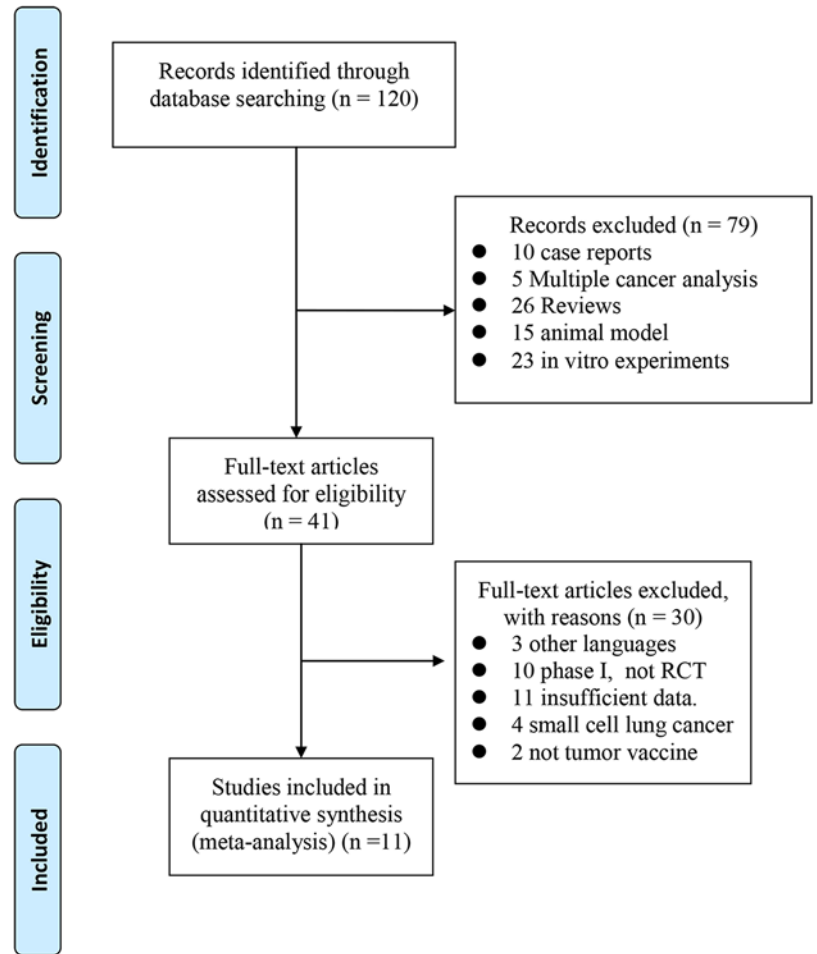 Identification
Records identified through
database searching (n = 120)
Records excluded (n = 79)
● 10 case reports
● 5 Multiple cancer analysis
● 26 Reviews
● 15 animal model
● 23 in vitro experiments
Screening
Full-text articles
assessed for eligibility
(n = 41)
Eligibility
Full-text articles excluded,
with reasons (n = 30)
● 3 other languages
● 10 phase I, not RCT
● 11 insufficient data.
● 4 small cell lung cancer
● 2 not tumor vaccine
Included
Studies included in
quantitative synthesis
(meta-analysis) (n =11)